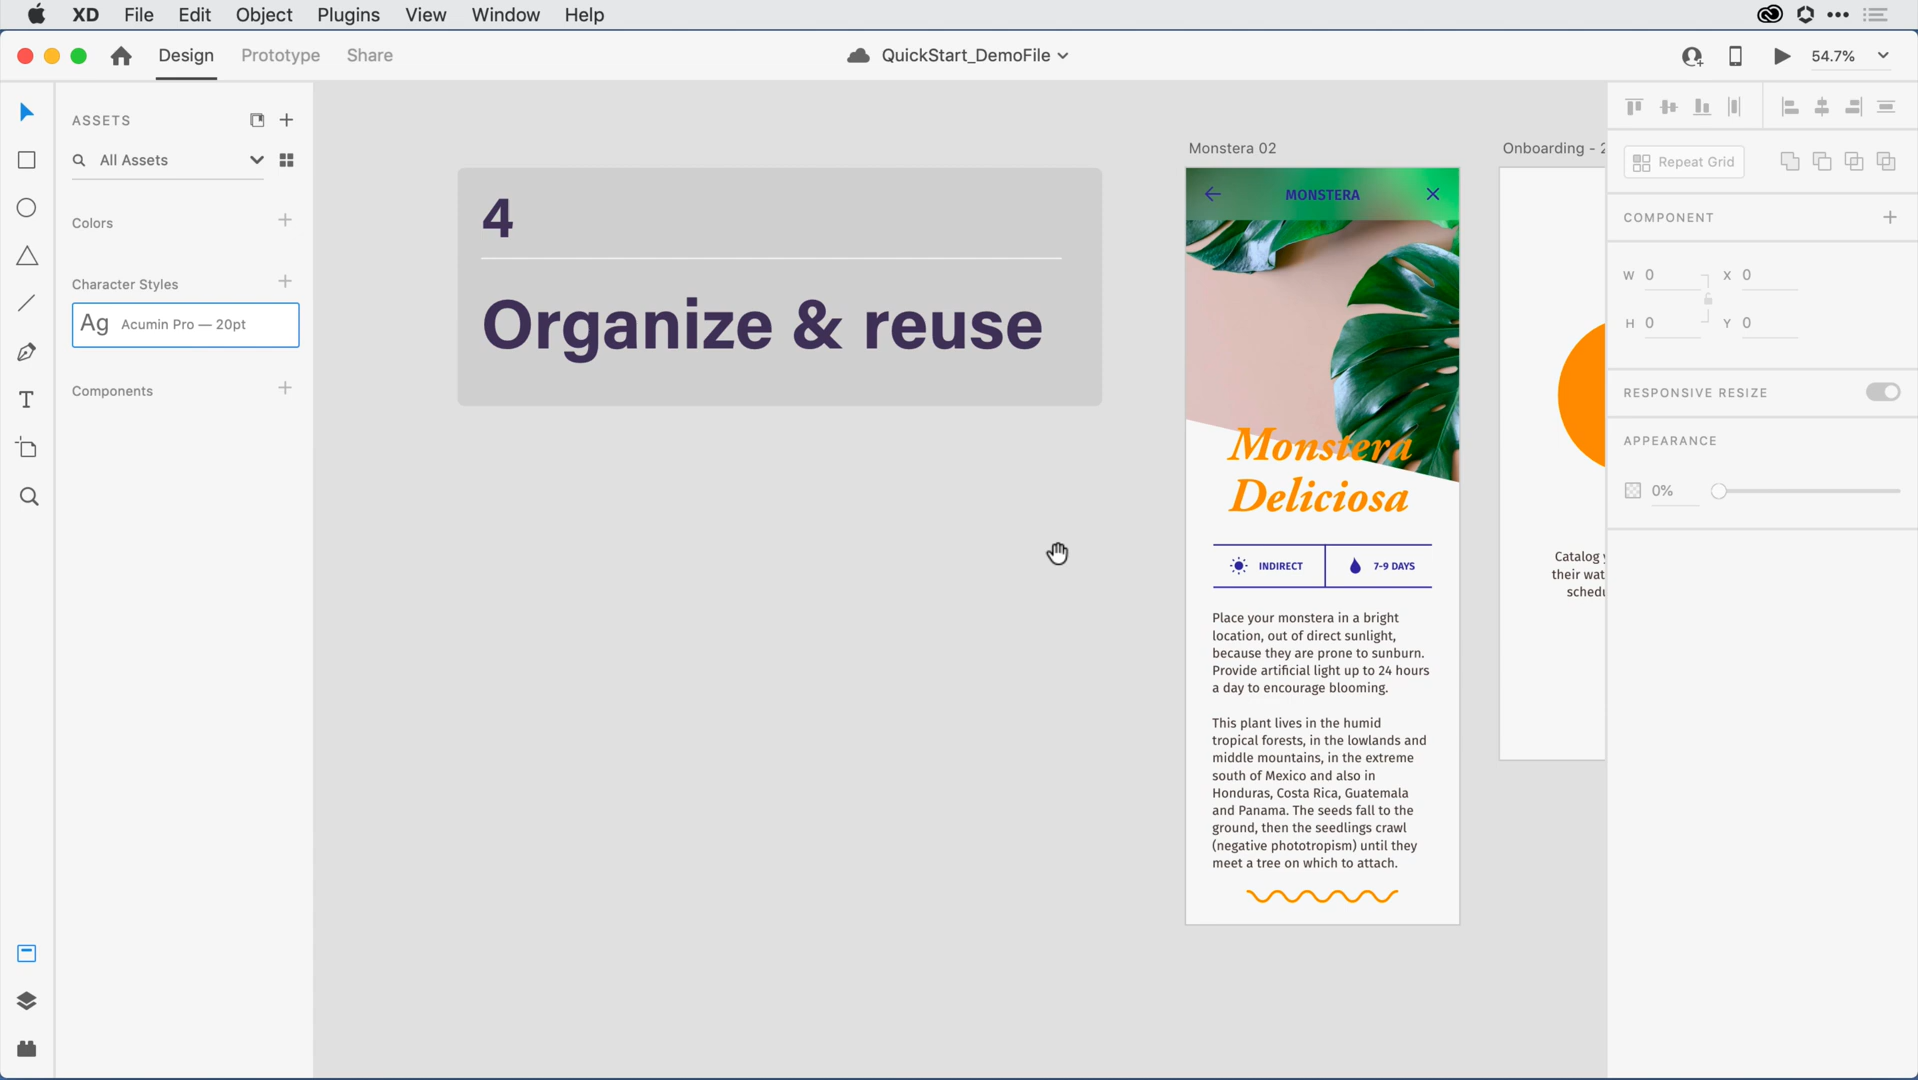 XD File Edit Object Plugins View Window Help
Design Prototype Share
QuickStart_DemoFile
54.7%
ASSETS
All Assets
Colors
Character Styles
Ag Acumin Pro — 20pt
Components
4
Organize & reuse
Monstera 02
MONSTERA
Monstera
Deliciosa
INDIRECT 7-9 DAYS
Place your monstera in a bright
location, out of direct sunlight,
because they are prone to sunburn.
Provide artificial light up to 24 hours
a day to encourage blooming.
This plant lives in the humid
tropical forests, in the lowlands and
middle mountains, in the extreme
south of Mexico and also in
Honduras, Costa Rica, Guatemala
and Panama. The seeds fall to the
ground, then the seedlings crawl
(negative phototropism) until they
meet a tree on which to attach.
Onboarding - 2
Catalog
their wat
schedu
Repeat Grid
COMPONENT
W 0 X 0
H 0 Y 0
RESPONSIVE RESIZE
APPEARANCE
0%